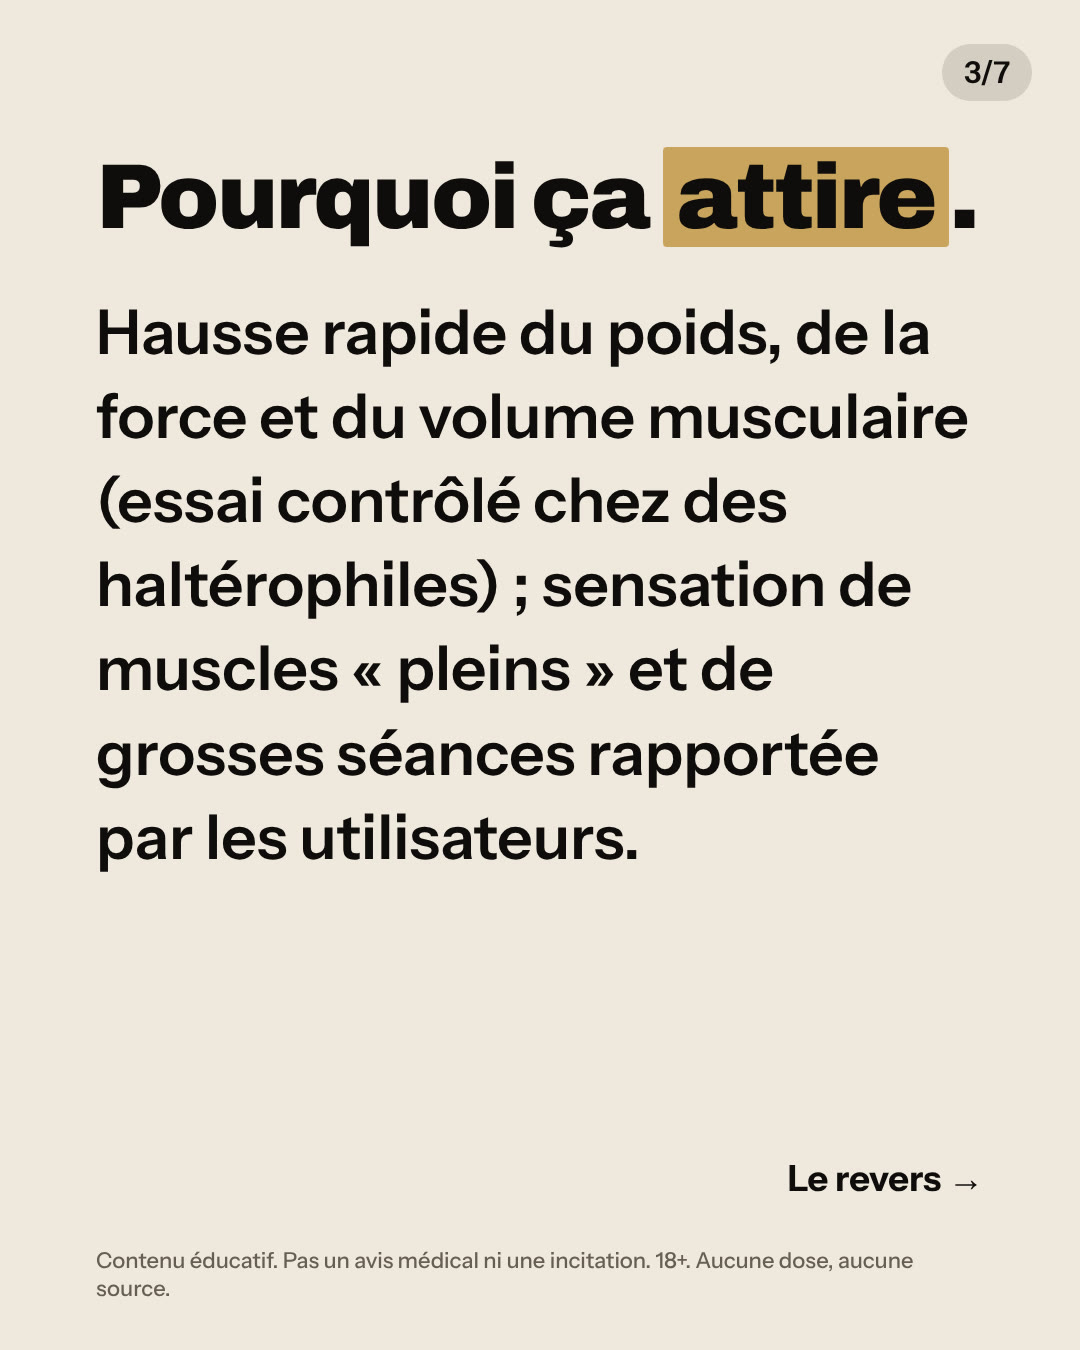 3/7
Pourquoi ça attire.
Hausse rapide du poids, de la
force et du volume musculaire
(essai contrôlé chez des
haltérophiles) ; sensation de
muscles « pleins » et de
grosses séances rapportée
par les utilisateurs.
Le revers →
Contenu éducatif. Pas un avis médical ni une incitation. 18+. Aucune dose, aucune
source.